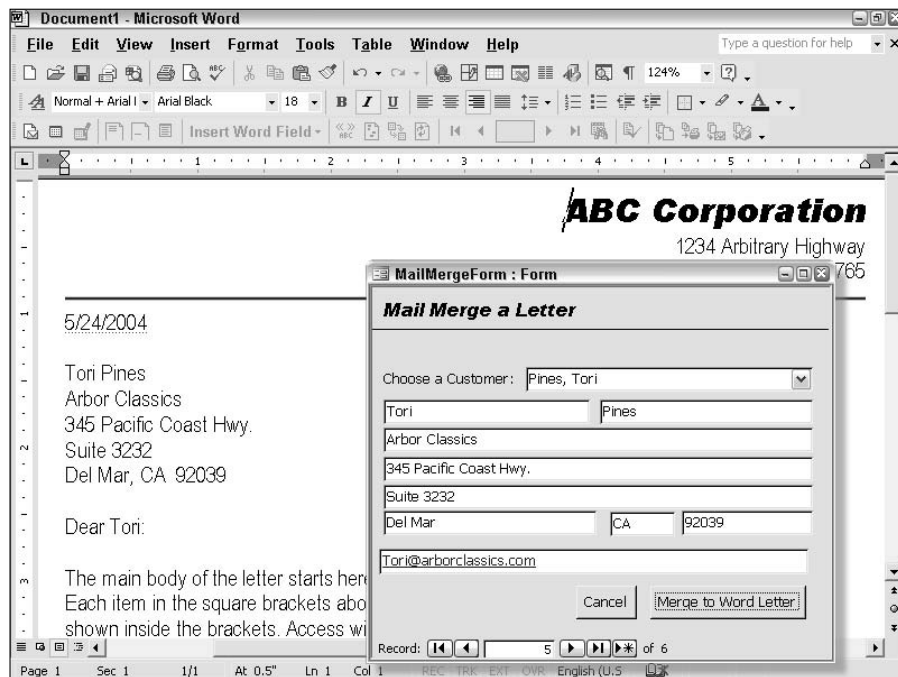 Document1 - Microsoft Word
File Edit View Insert Format Tools Table Window Help
Type a question for help
124%
Normal + Arial Arial Black 18 B I U A
Insert Word Field
1 2 3 4 5
ABC Corporation
1234 Arbitrary Highway
765
5/24/2004
Tori Pines
Arbor Classics
345 Pacific Coast Hwy.
Suite 3232
Del Mar, CA 92039
Dear Tori:
The main body of the letter starts here
Each item in the square brackets abo
shown inside the brackets. Access wi
MailMergeForm : Form
Mail Merge a Letter
Choose a Customer: Pines, Tori
Tori Pines
Arbor Classics
345 Pacific Coast Hwy.
Suite 3232
Del Mar CA 92039
Tori@arborclassics.com
Cancel Merge to Word Letter
Record: 5 of 6
Page 1 Sec 1 1/1 At 0.5" Ln 1 Col 1 REC TRK EXT OVR English (U.S